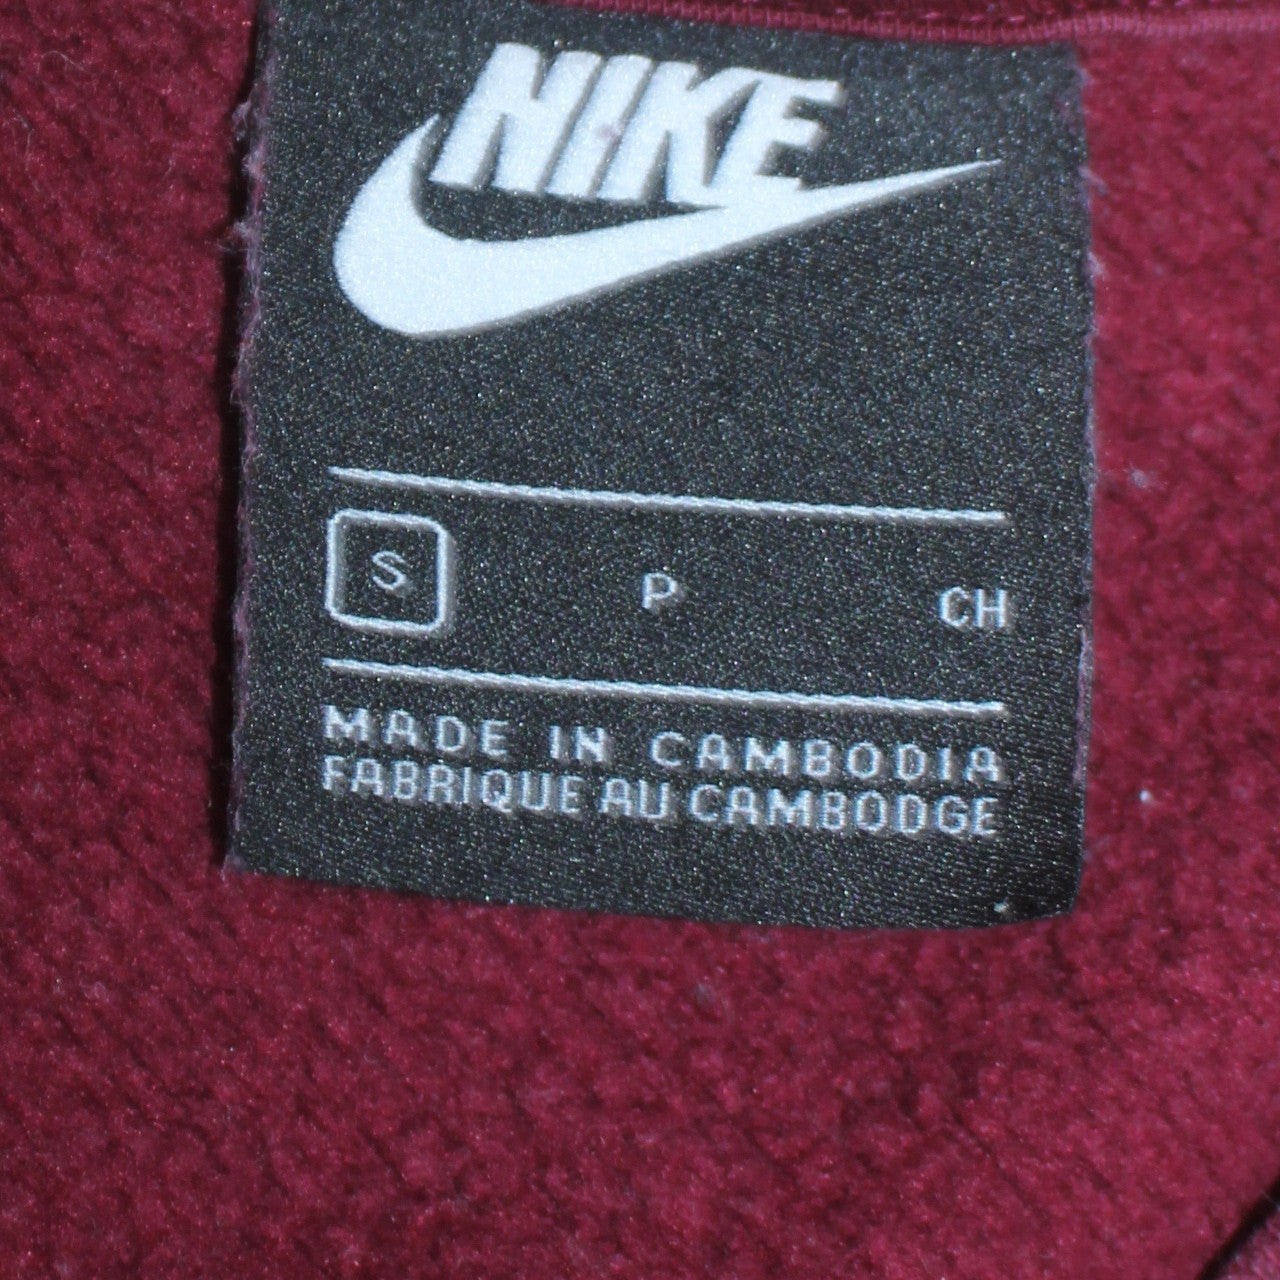 NIKE
S P CH
MADE IN CAMBODIA
FABRIQUE AU CAMBODGE